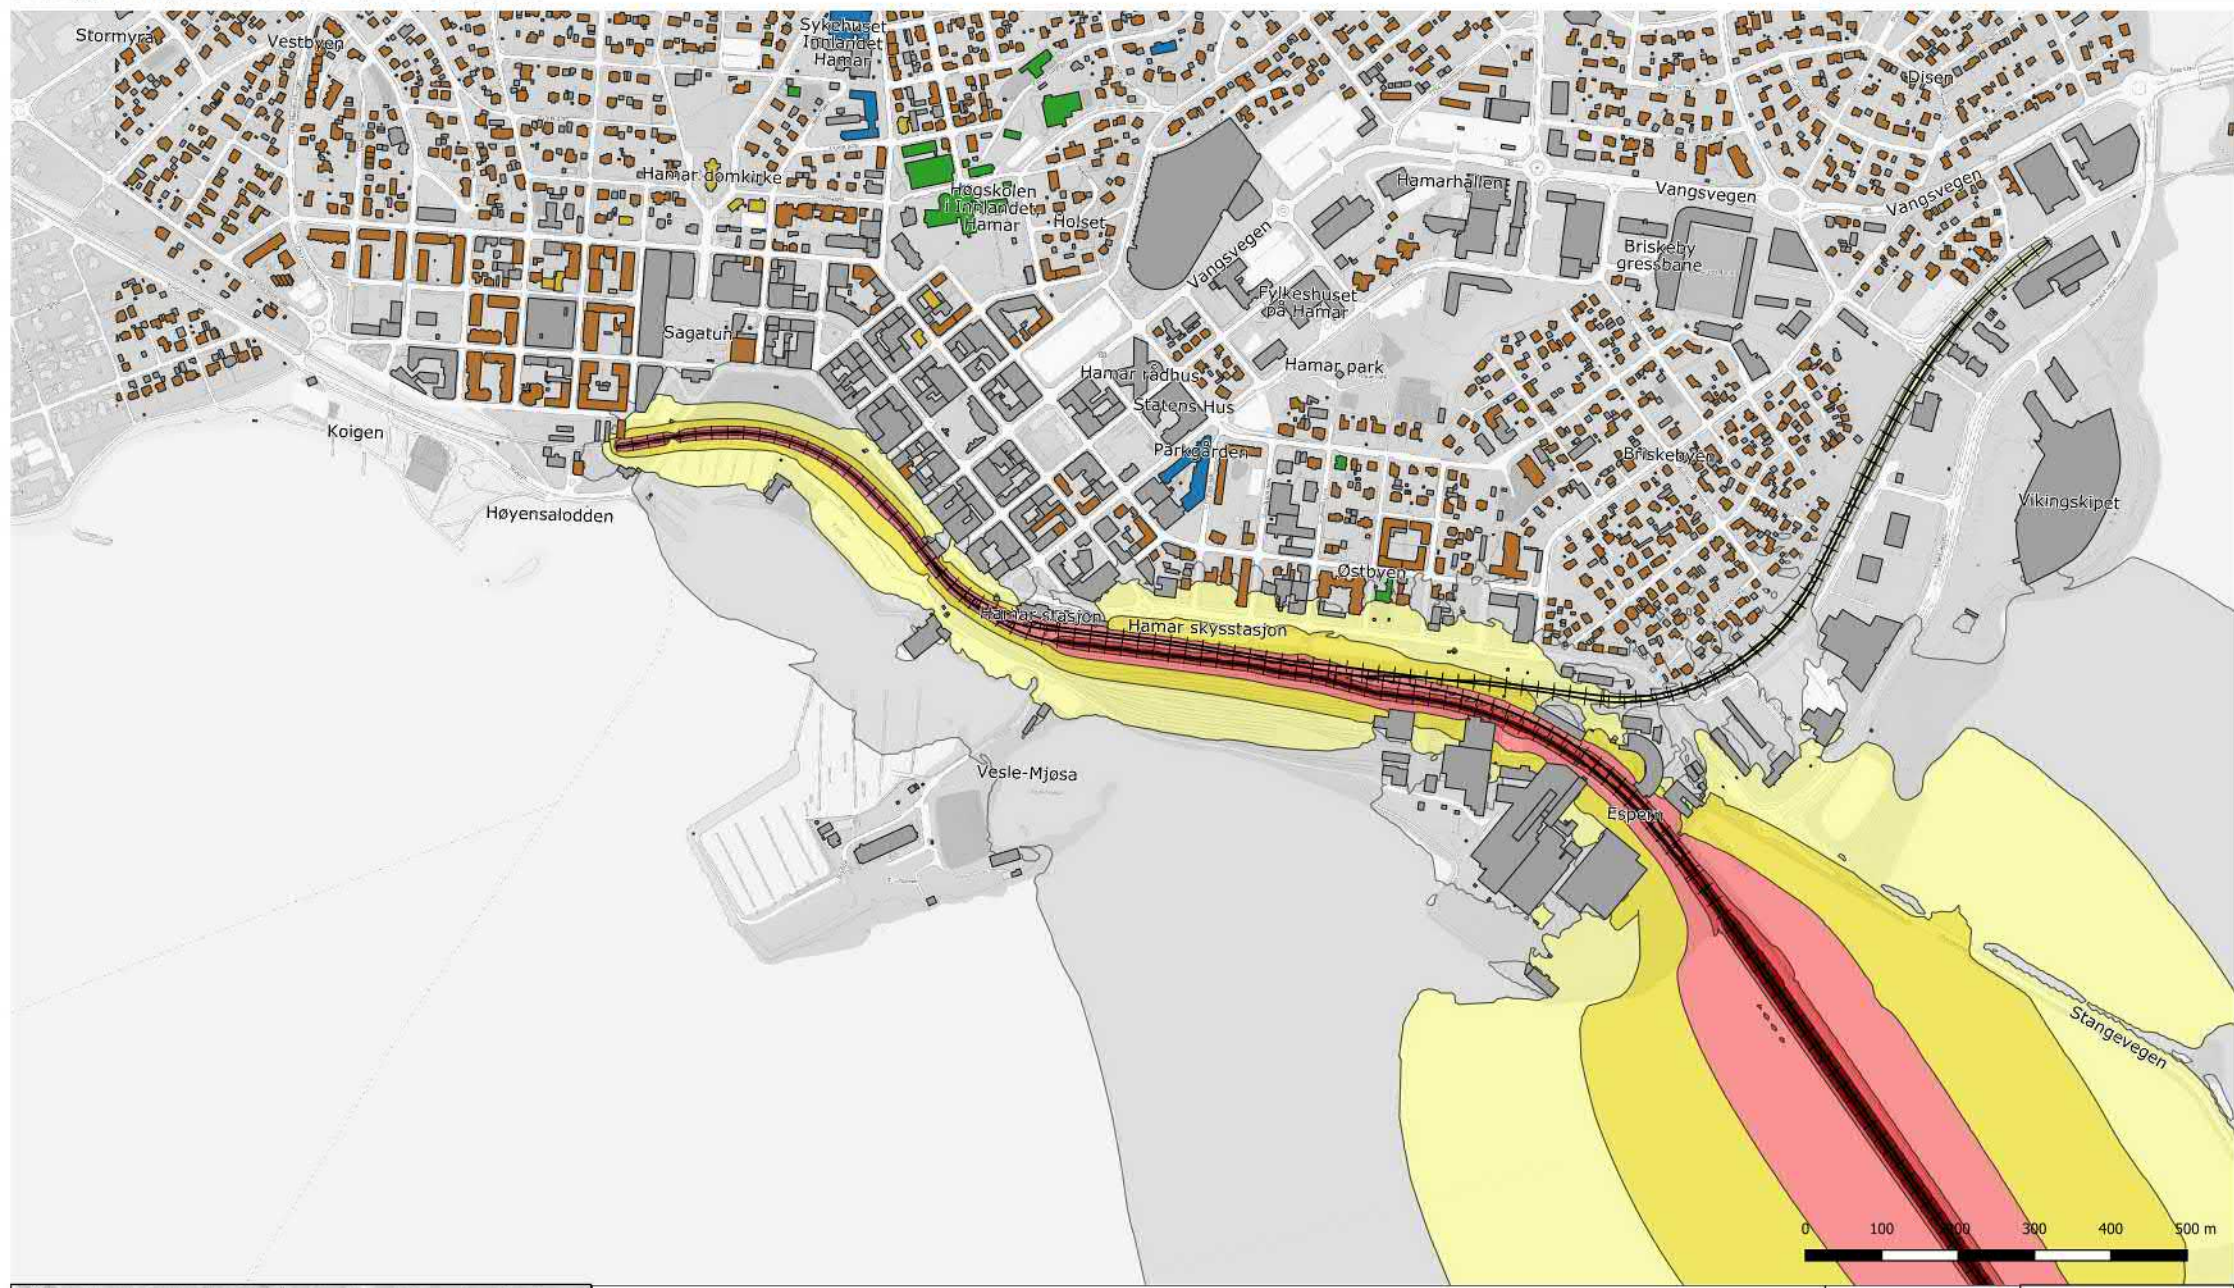 Stormyra
Vestbyen
Sykehuset
Innlandet
Hamar
Disen
Hamar domkirke
Høgskolen
i Innlandet,
Hamar
Holset
Hamarhallen
Vangsvegen
Vangsvegen
Vangsvegen
Briskeby
gressbane
Fylkeshuset
på Hamar
Sagatun
Hamar park
Hamar rådhus
Statens Hus
Koigen
Parkgården
Briskebyen
Vikingskipet
Høyensalodden
Østbyen
Hamar stasjon
Hamar skysstasjon
Vesle-Mjøsa
Espern
Stangevegen
0 100 200 300 400 500 m